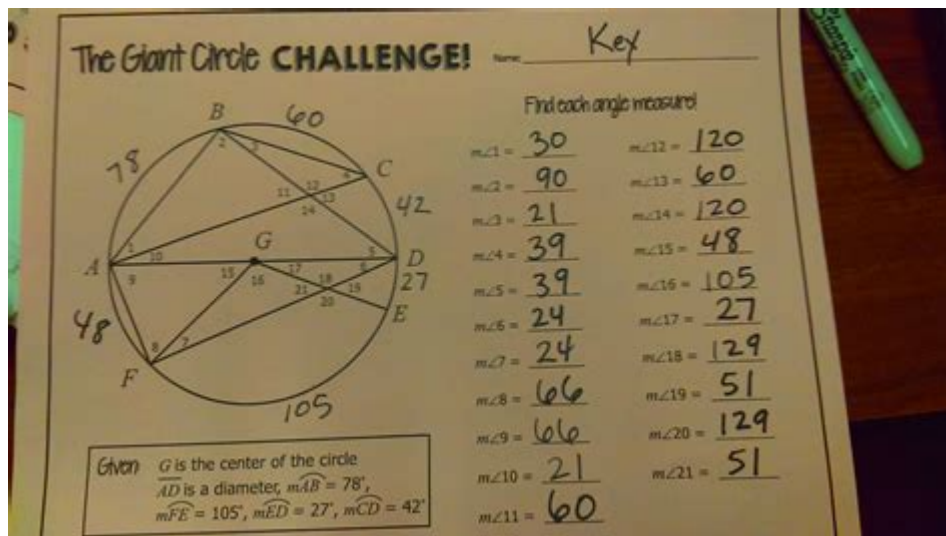 The Giant Circle CHALLENGE!
Name: Key
Find each angle measure!
B
60
78
C
2
3
4
11
12
13
14
42
A
1
10
G
5
D
9
15
16
17
18
6
19
21
20
27
E
48
8
7
F
105
m∠1 = 30
m∠2 = 90
m∠3 = 21
m∠4 = 39
m∠5 = 39
m∠6 = 24
m∠7 = 24
m∠8 = 66
m∠9 = 66
m∠10 = 21
m∠11 = 60
m∠12 = 120
m∠13 = 60
m∠14 = 120
m∠15 = 48
m∠16 = 105
m∠17 = 27
m∠18 = 129
m∠19 = 51
m∠20 = 129
m∠21 = 51
Given G is the center of the circle
AD is a diameter, mAB = 78°,
mFE = 105°, mED = 27°, mCD = 42°
Sharpie